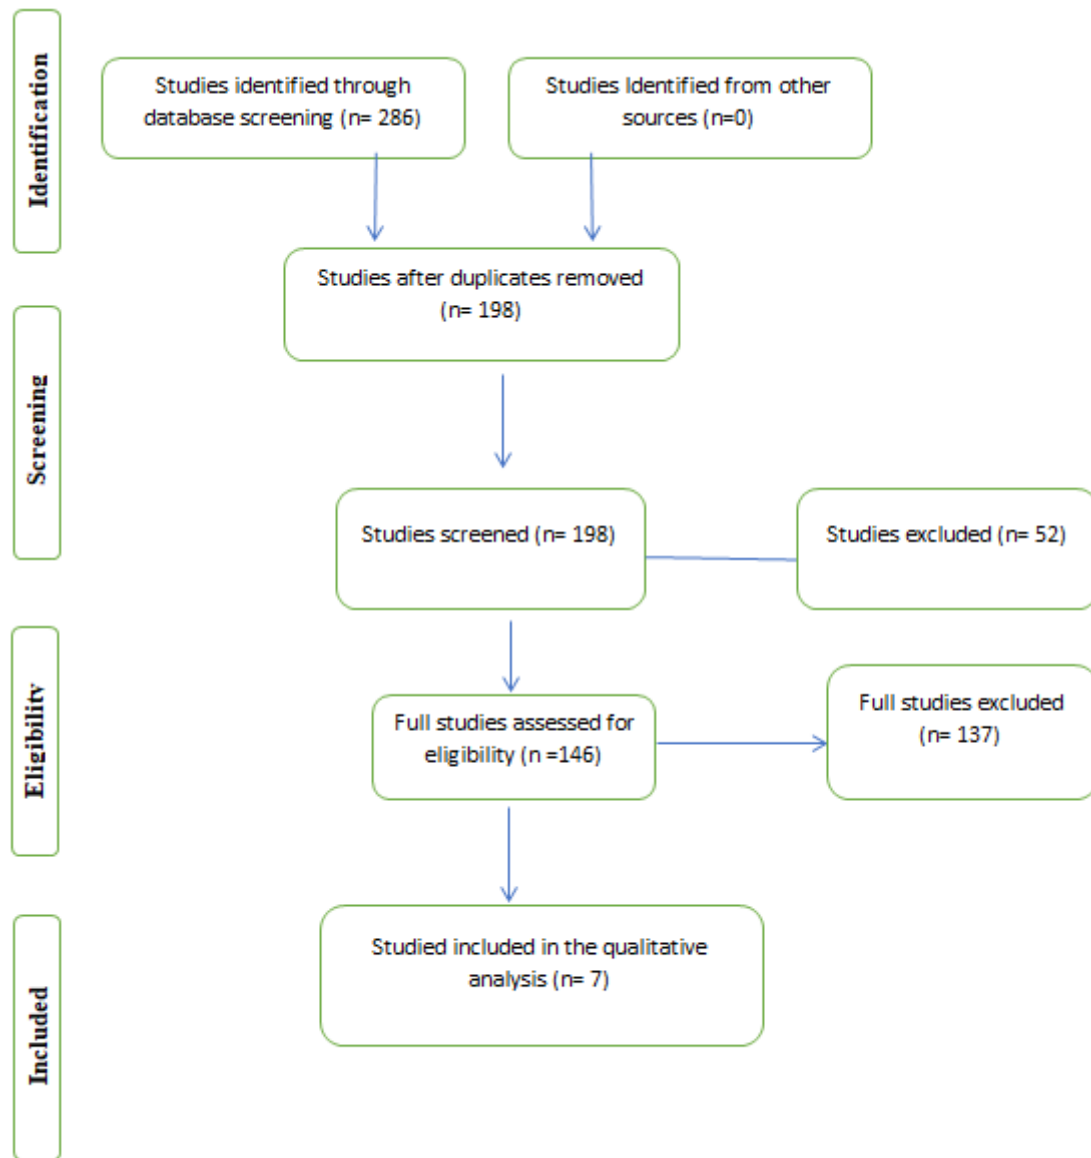 Identification
Studies identified through
database screening (n= 286)
Studies Identified from other
sources (n=0)
Studies after duplicates removed
(n= 198)
Screening
Studies screened (n= 198)
Studies excluded (n= 52)
Eligibility
Full studies assessed for
eligibility (n =146)
Full studies excluded
(n= 137)
Included
Studied included in the qualitative
analysis (n= 7)